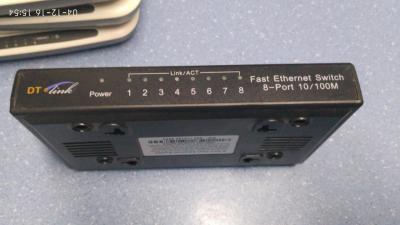 04-12-16 15:54
DT link
Link/ACT
Power 1 2 3 4 5 6 7 8
Fast Ethernet Switch
8-Port 10/100M